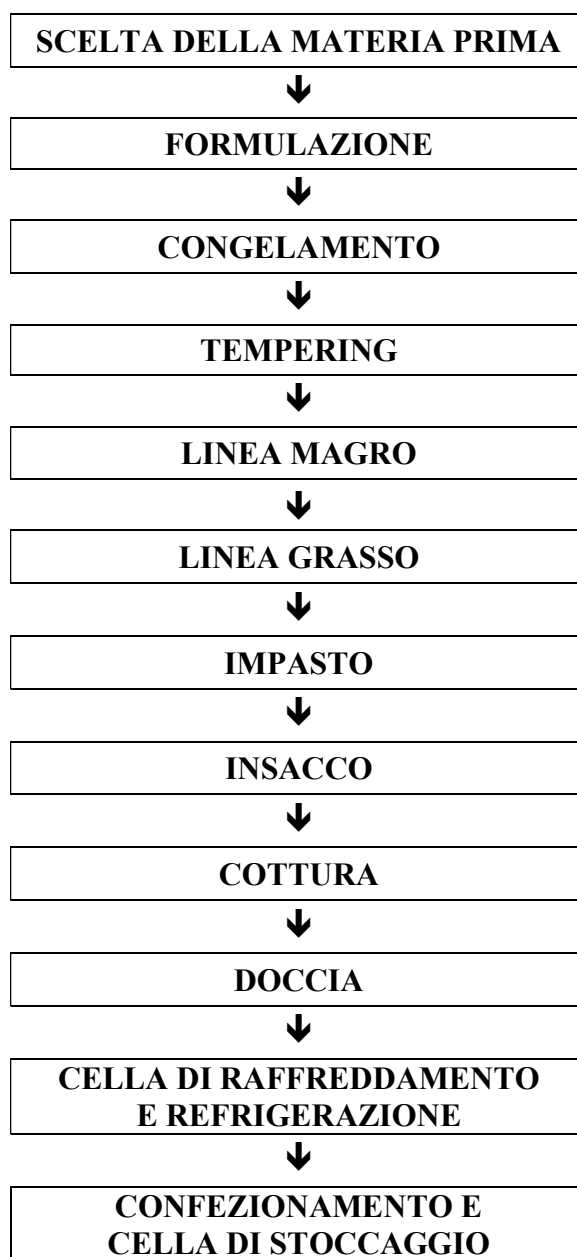 SCELTA DELLA MATERIA PRIMA
FORMULAZIONE
CONGELAMENTO
TEMPERING
LINEA MAGRO
LINEA GRASSO
IMPASTO
INSACCO
COTTURA
DOCCIA
CELLA DI RAFFREDDAMENTO
E REFRIGERAZIONE
CONFEZIONAMENTO E
CELLA DI STOCCAGGIO